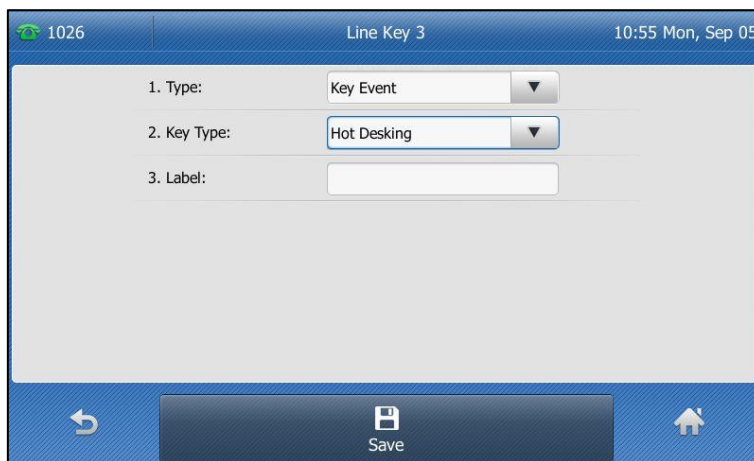 1026 Line Key 3 10:55 Mon, Sep 05
1. Type: Key Event
2. Key Type: Hot Desking
3. Label:
Save